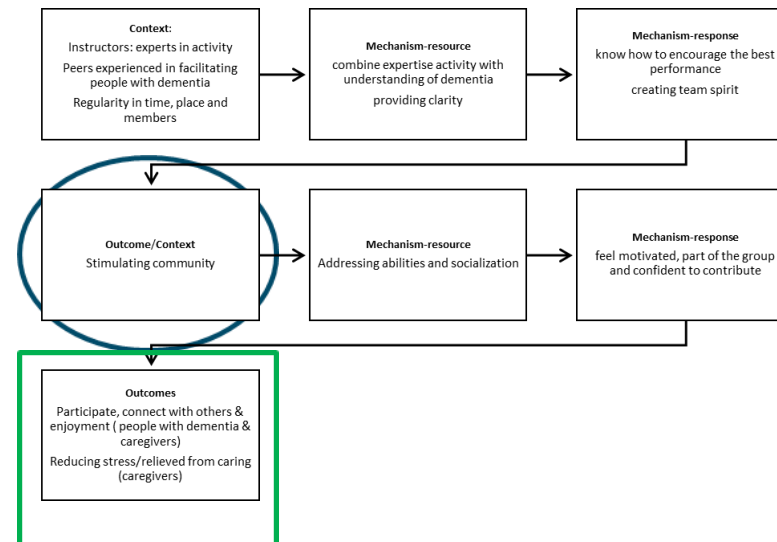 Context:
Instructors: experts in activity
Peers experienced in facilitating
people with dementia
Regularity in time, place and
members
Mechanism-resource
combine expertise activity with
understanding of dementia
providing clarity
Mechanism-response
know how to encourage the best
performance
creating team spirit
Outcome/Context
Stimulating community
Mechanism-resource
Addressing abilities and socialization
Mechanism-response
feel motivated, part of the group
and confident to contribute
Outcomes
Participate, connect with others &
enjoyment ( people with dementia &
caregivers)
Reducing stress/relieved from caring
(caregivers)